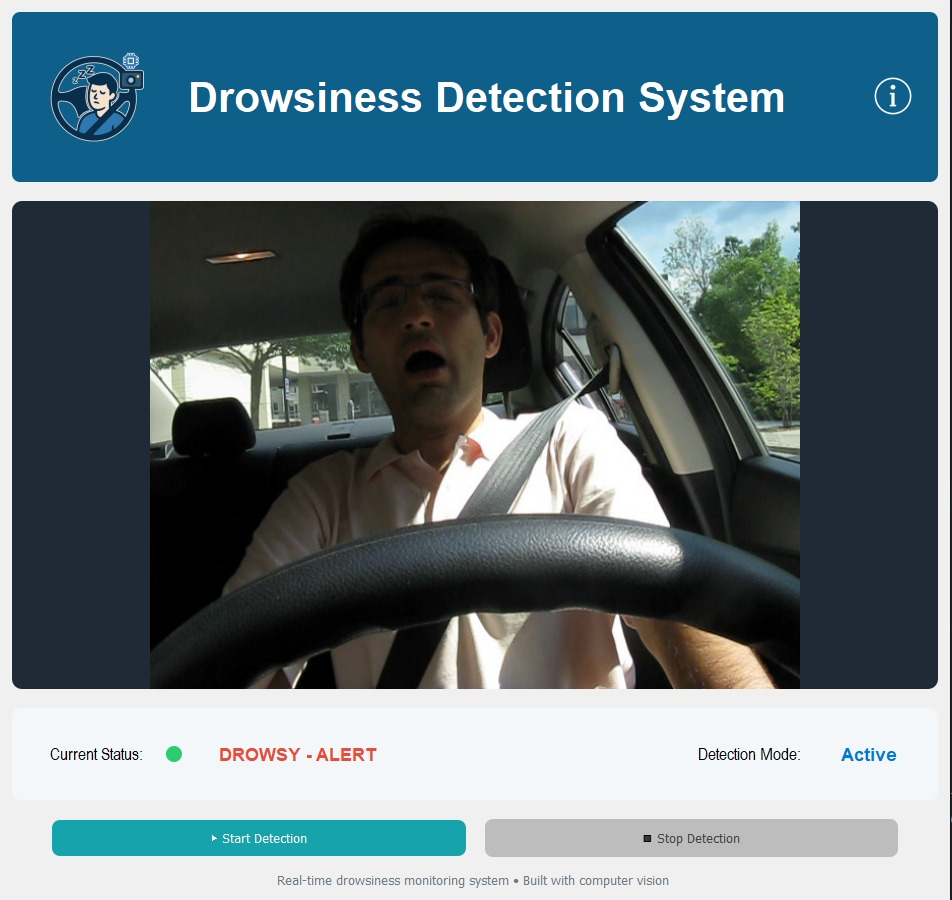 zzz
Drowsiness Detection System
i
Current Status:
DROWSY - ALERT
Detection Mode:
Active
Start Detection
Stop Detection
Real-time drowsiness monitoring system • Built with computer vision